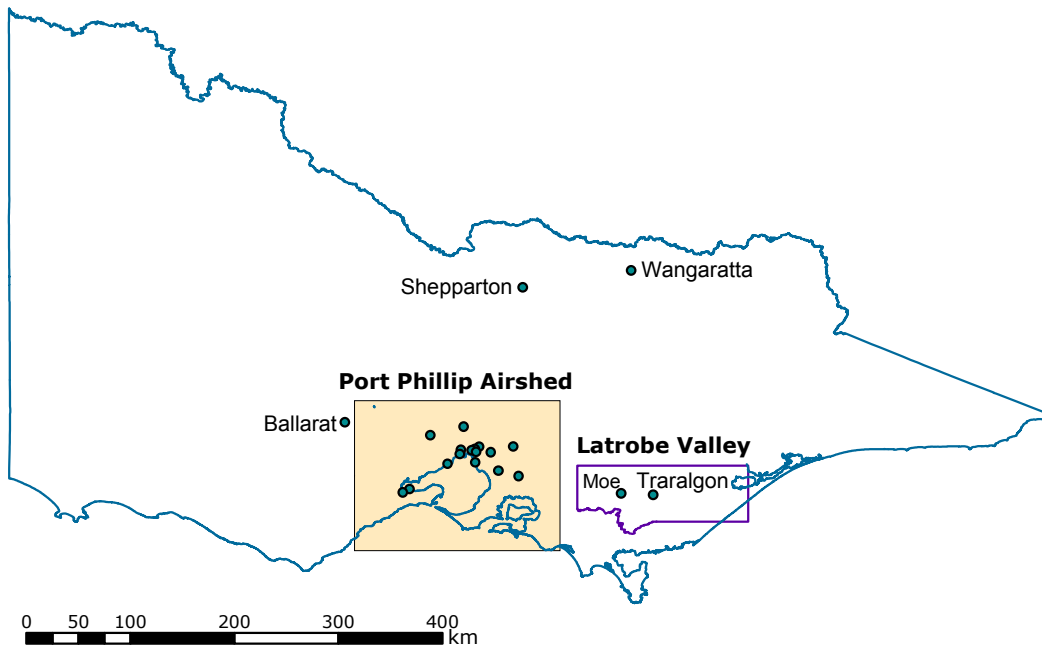 Wangaratta
Shepparton
Port Phillip Airshed
Ballarat
Latrobe Valley
Moe
Traralgon
0 50 100 200 300 400
km